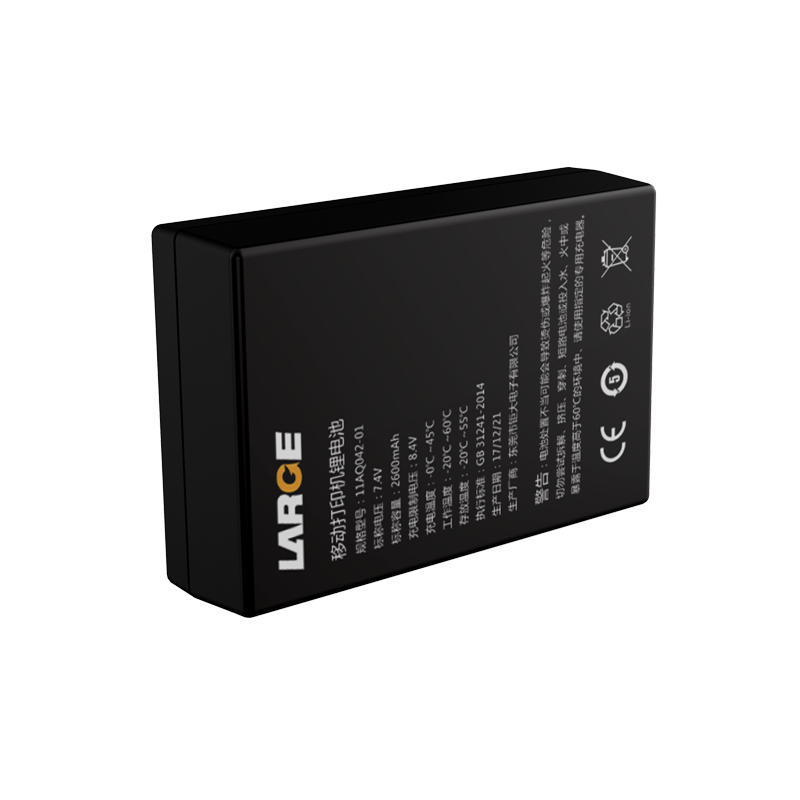 LARGE
移动打印机锂电池
规格型号：11AQ042-01
标称电压：7.4V
标称容量：2600mAh
充电限制电压：8.4V
充电温度：-0℃~45℃
工作温度：-20℃~60℃
存放温度：-20℃~55℃
执行标准：GB 31241-2014
生产日期：17/12/21
生产厂商：东莞市钜大电子有限公司
警告：电池处置不当可能会导致烫伤或爆炸起火等危险，
切勿尝试拆解、挤压、穿刺、短路电池或投入水、火中或
暴露于温度高于60℃的环境中、请使用指定的专用充电器。
CE
5
Li-ion